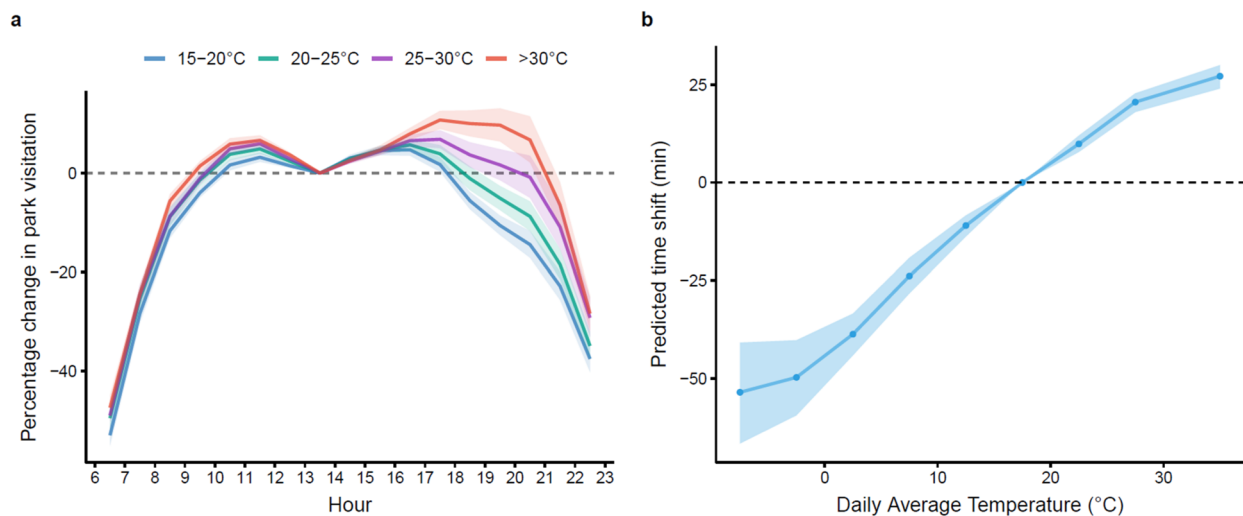 a
15−20°C 20−25°C 25−30°C >30°C
Percentage change in park visitation
0
−20
−40
6 7 8 9 10 11 12 13 14 15 16 17 18 19 20 21 22 23
Hour
b
Predicted time shift (min)
25
0
−25
−50
0 10 20 30
Daily Average Temperature (°C)